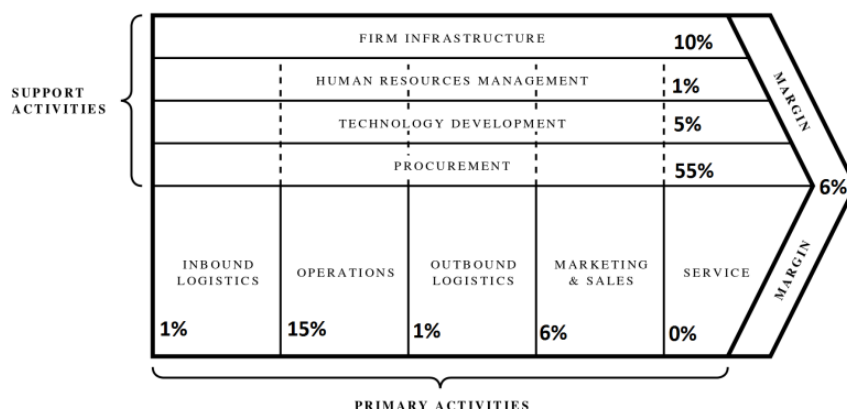 FIRM INFRASTRUCTURE 10%
HUMAN RESOURCES MANAGEMENT 1%
SUPPORT
ACTIVITIES
TECHNOLOGY DEVELOPMENT 5%
PROCUREMENT 55%
MARGIN
6%
MARGIN
INBOUND
LOGISTICS
1%
OPERATIONS
15%
OUTBOUND
LOGISTICS
1%
MARKETING
& SALES
6%
SERVICE
0%
PRIMARY ACTIVITIES